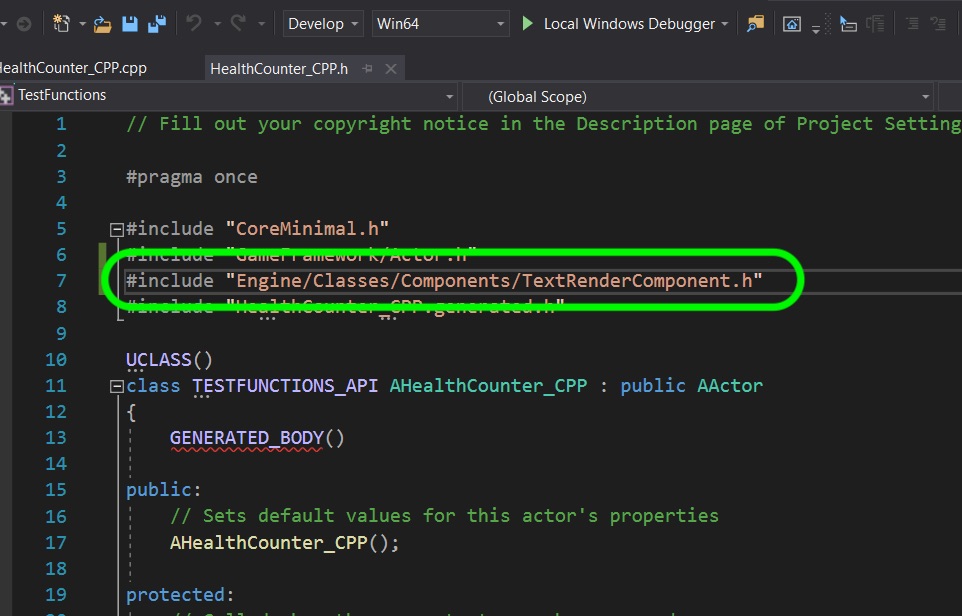 Develop Win64 Local Windows Debugger
HealthCounter_CPP.cpp HealthCounter_CPP.h
TestFunctions (Global Scope)
1 // Fill out your copyright notice in the Description page of Project Setting
2
3 #pragma once
4
5 #include "CoreMinimal.h"
6 #include "GameFramework/Actor.h"
7 #include "Engine/Classes/Components/TextRenderComponent.h"
8 #include "HealthCounter_CPP.generated.h"
9
10 UCLASS()
11 class TESTFUNCTIONS_API AHealthCounter_CPP : public AActor
12 {
13 GENERATED_BODY()
14
15 public:
16 // Sets default values for this actor's properties
17 AHealthCounter_CPP();
18
19 protected: